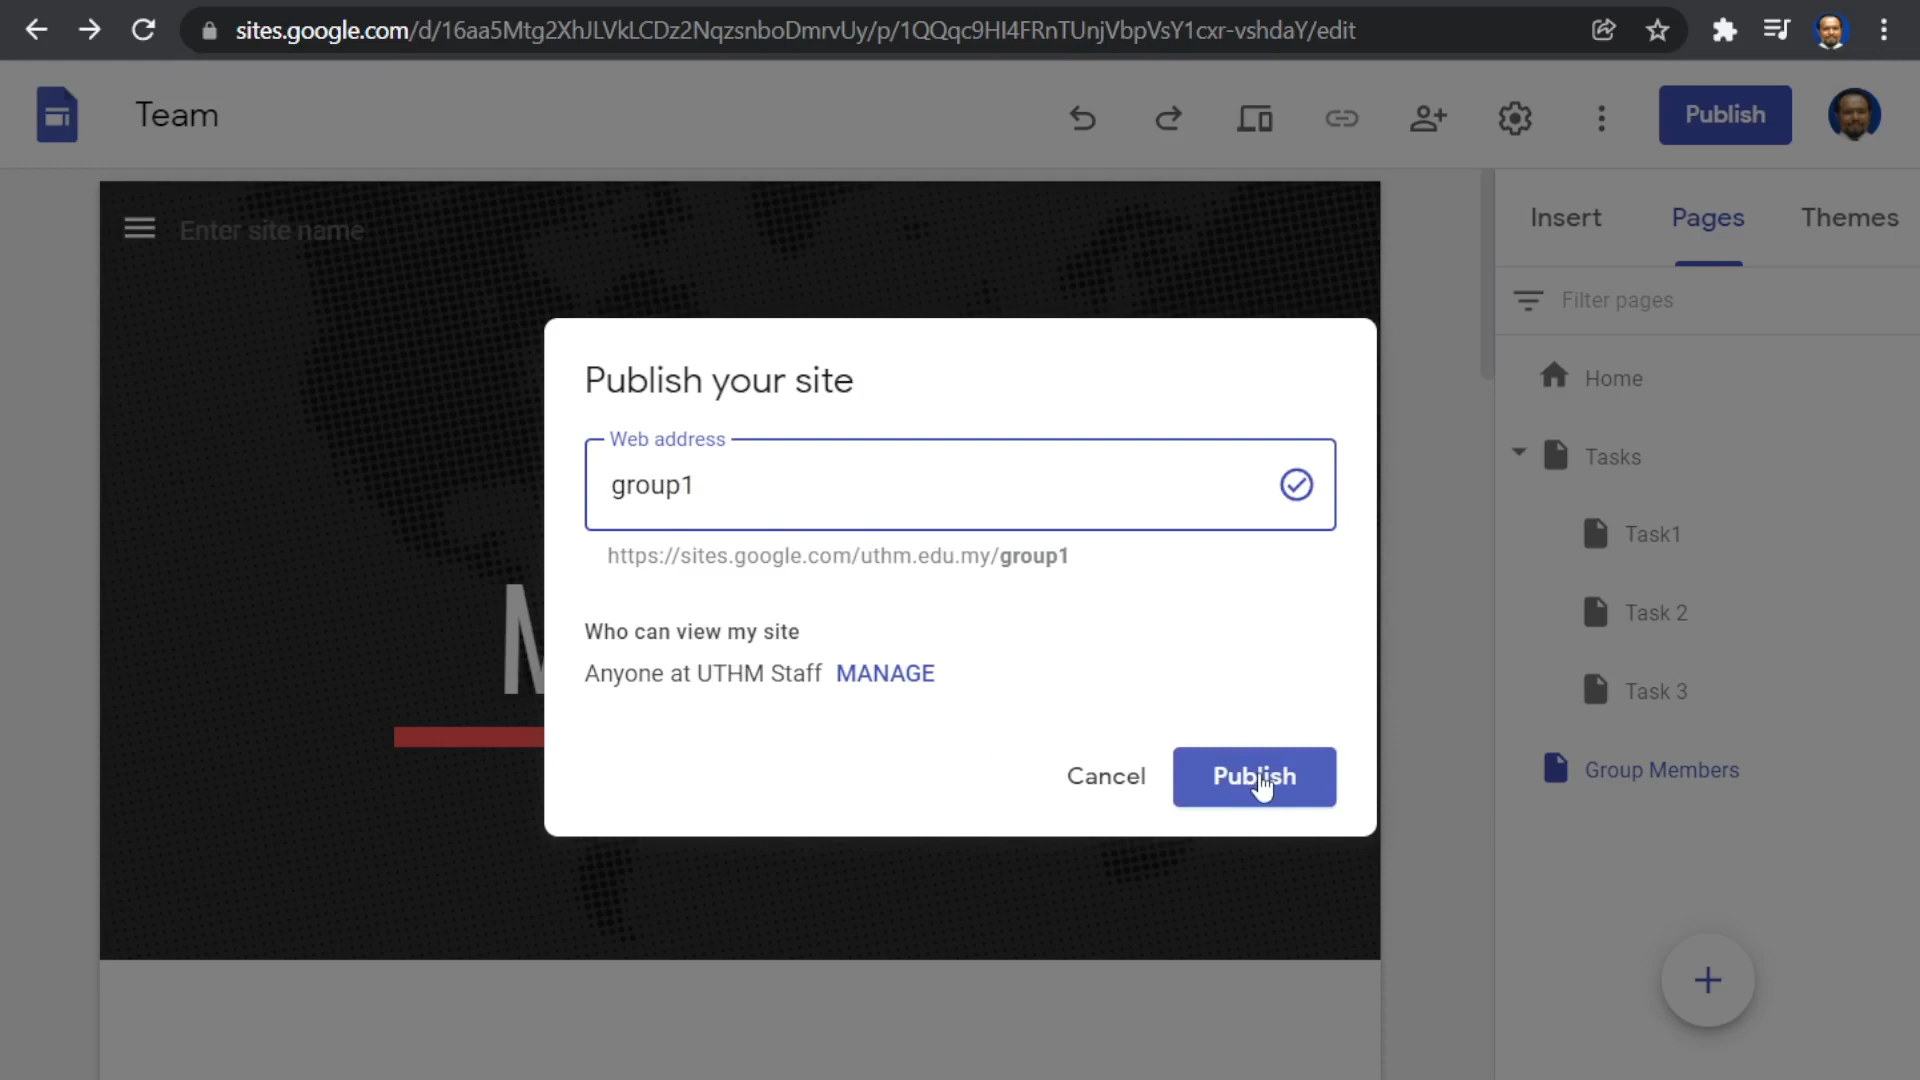 sites.google.com/d/16aa5Mtg2XhJLVkLCDz2NqzsnboDmrvUy/p/1QQqc9HI4FRnTUnjVbpVsY1cxr-vshdaY/edit
Team
Publish
Enter site name
Insert
Pages
Themes
Filter pages
Home
Tasks
Task1
Task 2
Task 3
Group Members
M
Publish your site
Web address
group1
https://sites.google.com/uthm.edu.my/group1
Who can view my site
Anyone at UTHM Staff MANAGE
Cancel
Publish